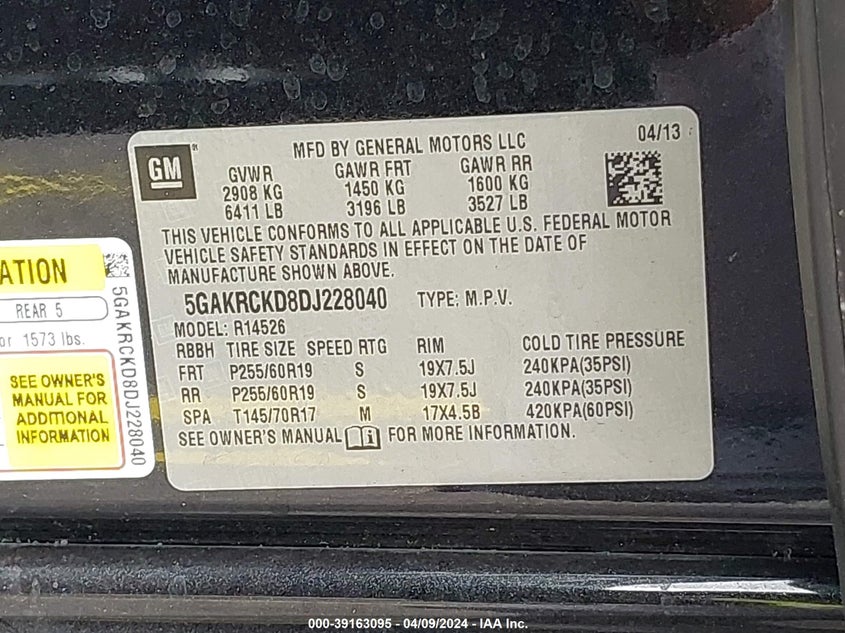 GM
MFD BY GENERAL MOTORS LLC
04/13
GVWR GAWR FRT GAWR RR
2908 KG 1450 KG 1600 KG
6411 LB 3196 LB 3527 LB
THIS VEHICLE CONFORMS TO ALL APPLICABLE U.S. FEDERAL MOTOR
VEHICLE SAFETY STANDARDS IN EFFECT ON THE DATE OF
MANUFACTURE SHOWN ABOVE.
5GAKRCKD8DJ228040 TYPE: M.P.V.
MODEL: R14526
RBBH TIRE SIZE SPEED RTG RIM COLD TIRE PRESSURE
FRT P255/60R19 S 19X7.5J 240KPA(35PSI)
RR P255/60R19 S 19X7.5J 240KPA(35PSI)
SPA T145/70R17 M 17X4.5B 420KPA(60PSI)
SEE OWNER'S MANUAL FOR MORE INFORMATION.
ATION
REAR 5
or 1573 lbs.
SEE OWNER'S
MANUAL FOR
ADDITIONAL
INFORMATION
5GAKRCKD8DJ228040
000-39163095 - 04/09/2024 - IAA Inc.